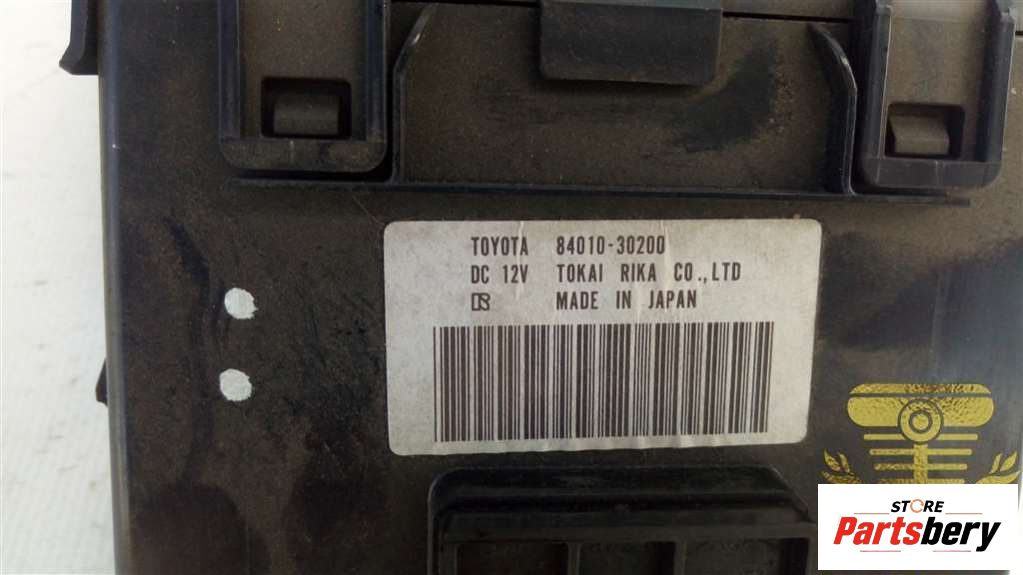 TOYOTA 84010-30200
DC 12V TOKAI RIKA CO.,LTD
MADE IN JAPAN
STORE
Partsbery